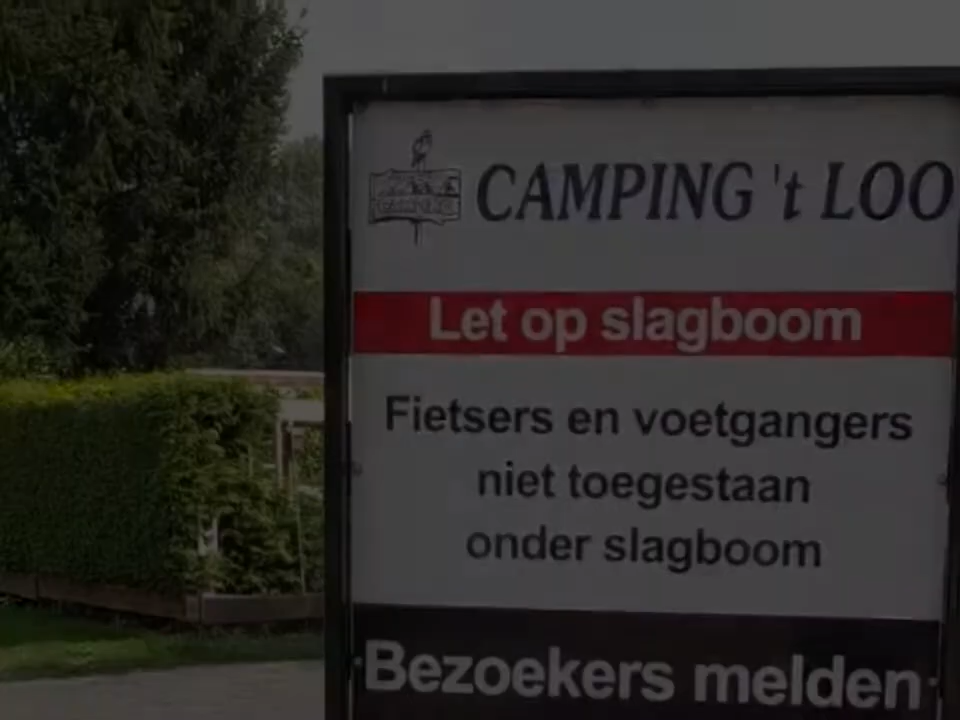 CAMPING 't LOO
Let op slagboom
Fietsers en voetgangers
niet toegestaan
onder slagboom
Bezoekers melden